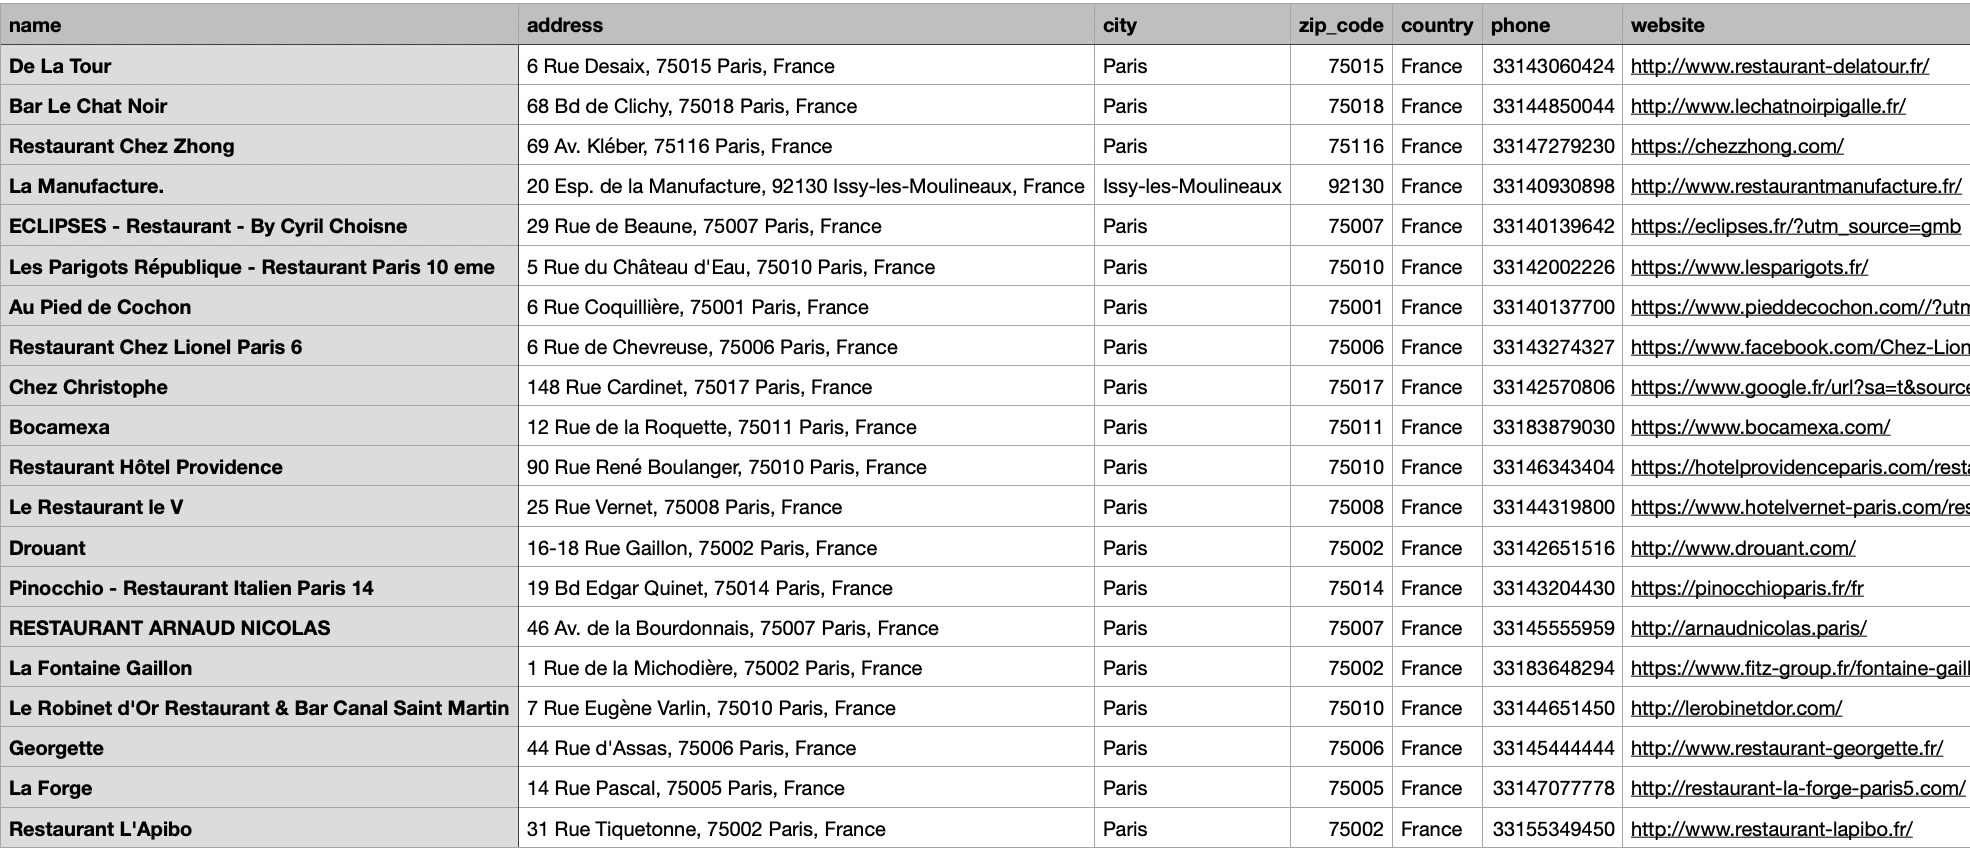 name address city zip_code country phone website
De La Tour 6 Rue Desaix, 75015 Paris, France Paris 75015 France 33143060424 http://www.restaurant-delatour.fr/
Bar Le Chat Noir 68 Bd de Clichy, 75018 Paris, France Paris 75018 France 33144850044 http://www.lechatnoirpigalle.fr/
Restaurant Chez Zhong 69 Av. Kléber, 75116 Paris, France Paris 75116 France 33147279230 https://chezzhong.com/
La Manufacture. 20 Esp. de la Manufacture, 92130 Issy-les-Moulineaux, France Issy-les-Moulineaux 92130 France 33140930898 http://www.restaurantmanufacture.fr/
ECLIPSES - Restaurant - By Cyril Choisne 29 Rue de Beaune, 75007 Paris, France Paris 75007 France 33140139642 https://eclipses.fr/?utm_source=gmb
Les Parigots République - Restaurant Paris 10 eme 5 Rue du Château d'Eau, 75010 Paris, France Paris 75010 France 33142002226 https://www.lesparigots.fr/
Au Pied de Cochon 6 Rue Coquillière, 75001 Paris, France Paris 75001 France 33140137700 https://www.pieddecochon.com//?utm
Restaurant Chez Lionel Paris 6 6 Rue de Chevreuse, 75006 Paris, France Paris 75006 France 33143274327 https://www.facebook.com/Chez-Lion
Chez Christophe 148 Rue Cardinet, 75017 Paris, France Paris 75017 France 33142570806 https://www.google.fr/url?sa=t&source
Bocamexa 12 Rue de la Roquette, 75011 Paris, France Paris 75011 France 33183879030 https://www.bocamexa.com/
Restaurant Hôtel Providence 90 Rue René Boulanger, 75010 Paris, France Paris 75010 France 33146343404 https://hotelprovidenceparis.com/resta
Le Restaurant le V 25 Rue Vernet, 75008 Paris, France Paris 75008 France 33144319800 https://www.hotelvernet-paris.com/res
Drouant 16-18 Rue Gaillon, 75002 Paris, France Paris 75002 France 33142651516 http://www.drouant.com/
Pinocchio - Restaurant Italien Paris 14 19 Bd Edgar Quinet, 75014 Paris, France Paris 75014 France 33143204430 https://pinocchioparis.fr/fr
RESTAURANT ARNAUD NICOLAS 46 Av. de la Bourdonnais, 75007 Paris, France Paris 75007 France 33145555959 http://arnaudnicolas.paris/
La Fontaine Gaillon 1 Rue de la Michodière, 75002 Paris, France Paris 75002 France 33183648294 https://www.fitz-group.fr/fontaine-gaill
Le Robinet d'Or Restaurant & Bar Canal Saint Martin 7 Rue Eugène Varlin, 75010 Paris, France Paris 75010 France 33144651450 http://lerobinetdor.com/
Georgette 44 Rue d'Assas, 75006 Paris, France Paris 75006 France 33145444444 http://www.restaurant-georgette.fr/
La Forge 14 Rue Pascal, 75005 Paris, France Paris 75005 France 33147077778 http://restaurant-la-forge-paris5.com/
Restaurant L'Apibo 31 Rue Tiquetonne, 75002 Paris, France Paris 75002 France 33155349450 http://www.restaurant-lapibo.fr/